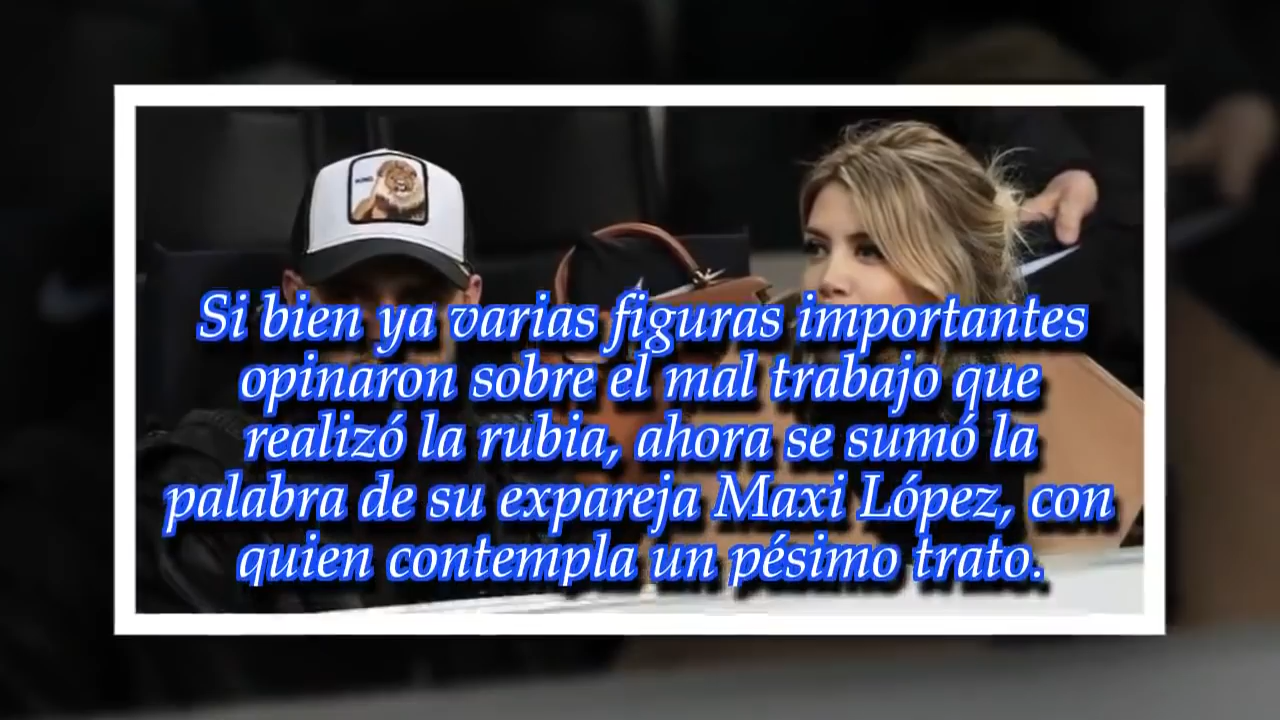 KING
Si bien ya varias figuras importantes
opinaron sobre el mal trabajo que
realizó la rubia, ahora se sumó la
palabra de su expareja Maxi López, con
quien contempla un pésimo trato.